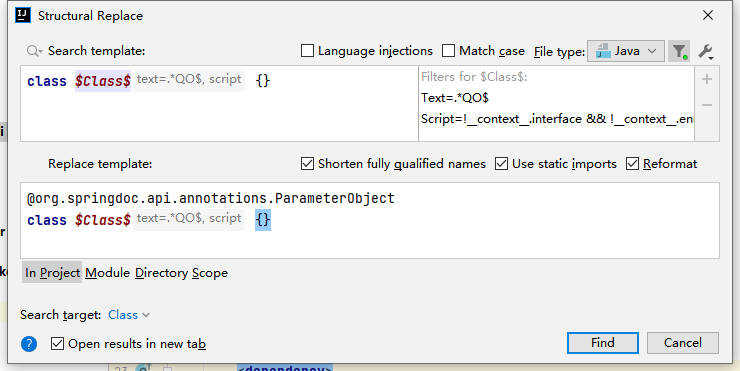 Structural Replace
Search template:
Language injections
Match case
File type:
Java
class $Class$ text=.*QO$, script {}
Filters for $Class$:
Text=.*QO$
Script=!__context__.interface && !__context__.en
Replace template:
Shorten fully qualified names
Use static imports
Reformat
@org.springdoc.api.annotations.ParameterObject
class $Class$ text=.*QO$, script {}
In Project Module Directory Scope
Search target: Class
Open results in new tab
Find
Cancel
23
<dependency>